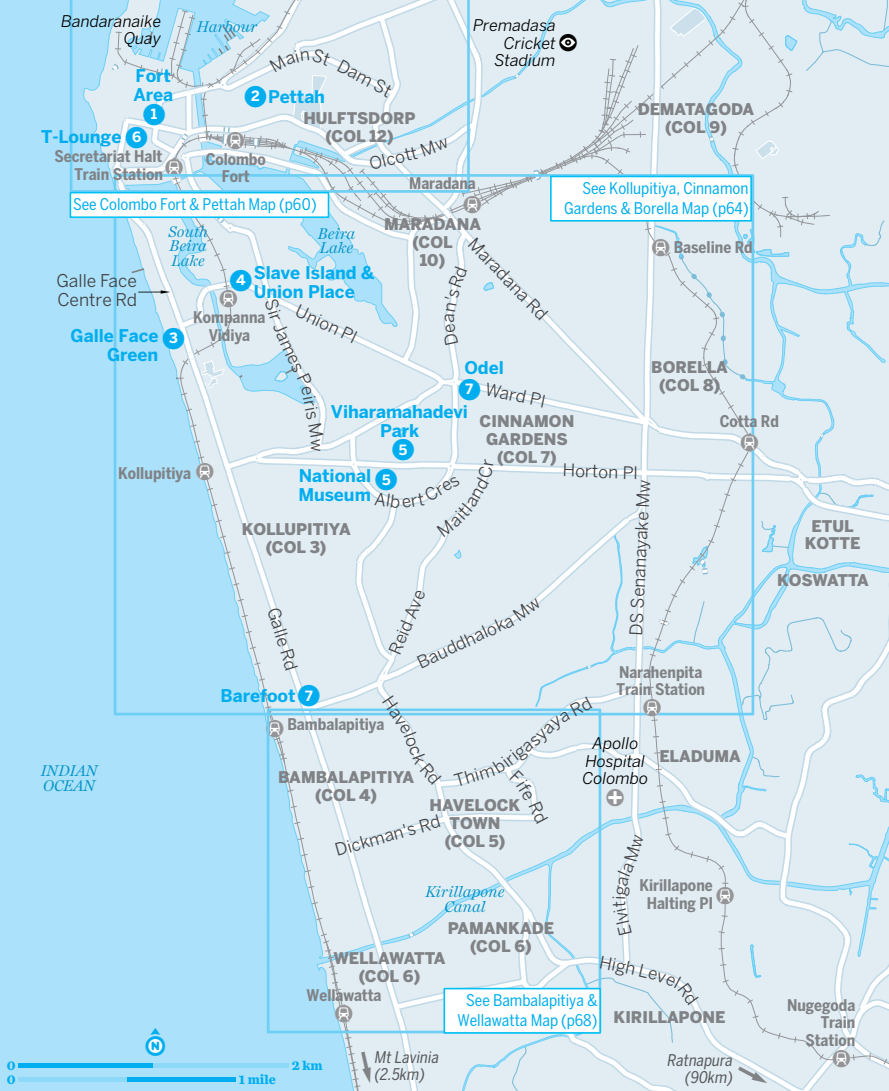 Bandaranaike
Quay
Harbour
Premadasa
Cricket
Stadium
Main St
Dam St
Fort
Area
1
2 Pettah
HULFTSDORP
(COL 12)
DEMATAGODA
(COL 9)
T-Lounge 6
Secretariat Halt
Train Station
Colombo
Fort
Olcott Mw
Maradana
See Colombo Fort & Pettah Map (p60)
See Kollupitiya, Cinnamon
Gardens & Borella Map (p64)
South
Beira
Lake
Beira
Lake
MARADANA
(COL
10)
Maradana Rd
Baseline Rd
Galle Face
Centre Rd
4 Slave Island &
Union Place
Kompanna
Vidiya
Sir James Peiris Mw
Union Pl
Dean's Rd
Galle Face
Green
3
Odel
7
Ward Pl
BORELLA
(COL 8)
Viharamahadevi
Park
5
CINNAMON
GARDENS
(COL 7)
Cotta Rd
Kollupitiya
National
Museum
5
Albert Cres
Maitland Cr
Horton Pl
KOLLUPITIYA
(COL 3)
DS Senanayake Mw
ETUL
KOTTE
KOSWATTA
Galle Rd
Reid Ave
Bauddhaloka Mw
Barefoot 7
Narahenpita
Train Station
Bambalapitiya
Havelock Rd
Thimbirigasyaya Rd
Apollo
Hospital
Colombo
ELADUMA
INDIAN
OCEAN
BAMBALAPITIYA
(COL 4)
Fife Rd
HAVELOCK
TOWN
(COL 5)
Dickman's Rd
Elvitigala Mw
Kirillapone
Canal
Kirillapone
Halting Pl
PAMANKADE
(COL 6)
WELLAWATTA
(COL 6)
Wellawatta
High Level Rd
See Bambalapitiya &
Wellawatta Map (p68)
KIRILLAPONE
Nugegoda
Train
Station
N
0 2 km
0 1 mile
Mt Lavinia
(2.5km)
Ratnapura
(90km)